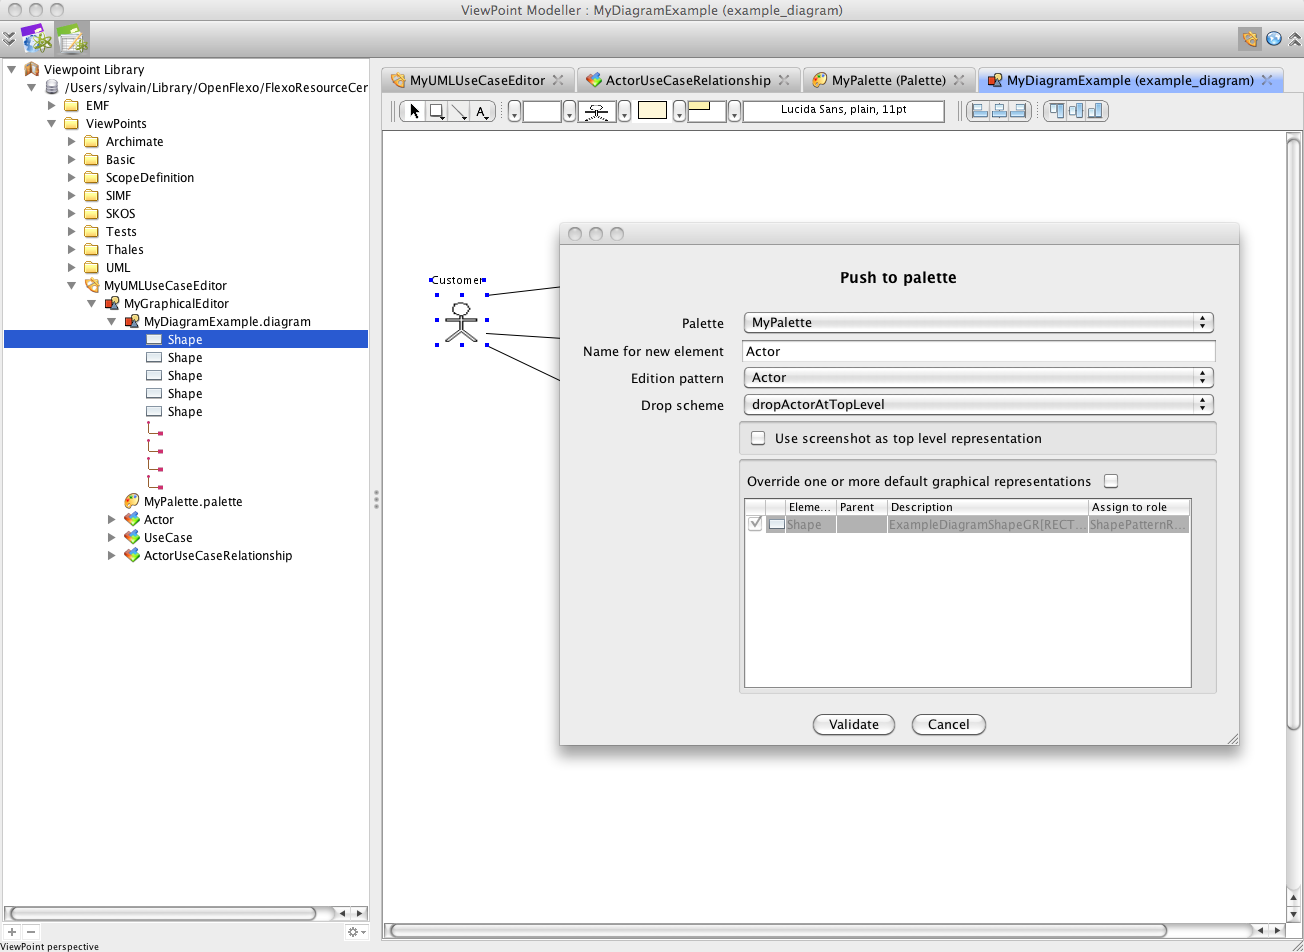 ViewPoint Modeller : MyDiagramExample (example_diagram)
Viewpoint Library
/Users/sylvain/Library/OpenFlexo/FlexoResourceCer
EMF
ViewPoints
Archimate
Basic
ScopeDefinition
SIMF
SKOS
Tests
Thales
UML
MyUMLUseCaseEditor
MyGraphicalEditor
MyDiagramExample.diagram
Shape
Shape
Shape
Shape
Shape
MyPalette.palette
Actor
UseCase
ActorUseCaseRelationship
ViewPoint perspective
MyUMLUseCaseEditor
ActorUseCaseRelationship
MyPalette (Palette)
MyDiagramExample (example_diagram)
A
Lucida Sans, plain, 11pt
Customer
Push to palette
Palette MyPalette
Name for new element Actor
Edition pattern Actor
Drop scheme dropActorAtTopLevel
Use screenshot as top level representation
Override one or more default graphical representations
Eleme... Parent Description Assign to role
Shape ExampleDiagramShapeGR[RECT... ShapePatternR...
Validate Cancel